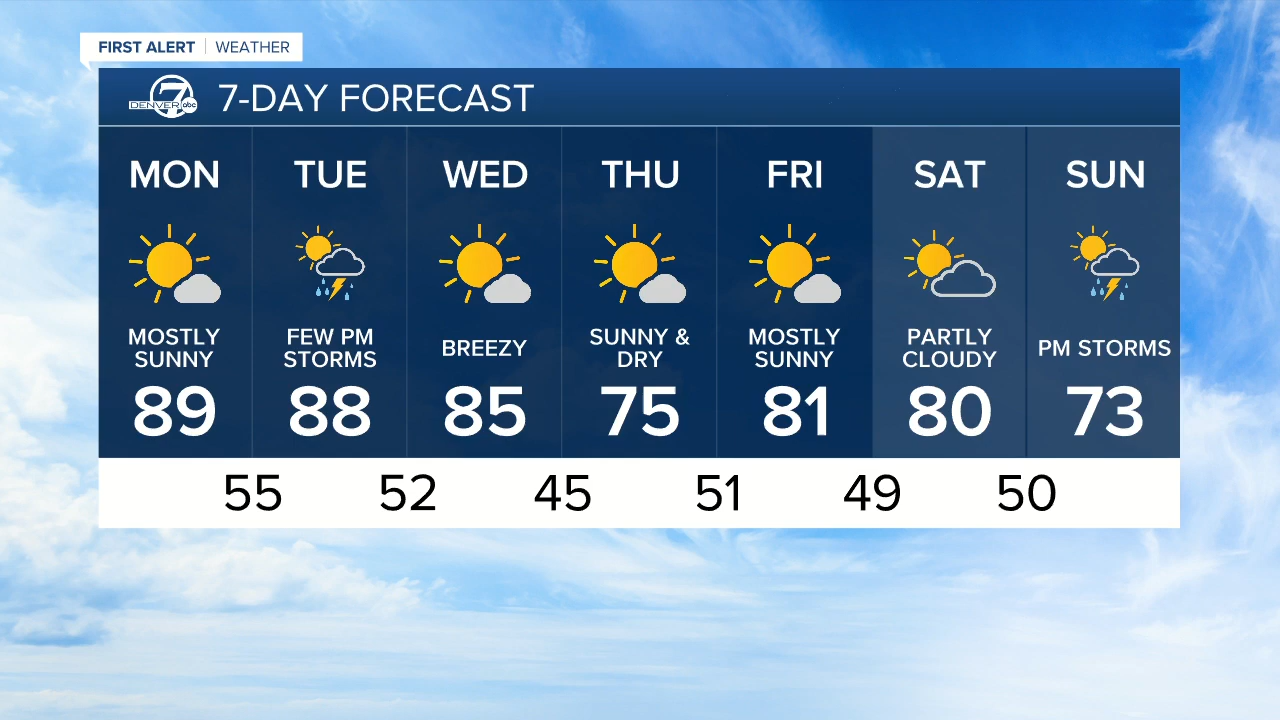 FIRST ALERT | WEATHER
DENVER 7 abc
7-DAY FORECAST
MON TUE WED THU FRI SAT SUN
MOSTLY SUNNY
FEW PM STORMS
BREEZY
SUNNY & DRY
MOSTLY SUNNY
PARTLY CLOUDY
PM STORMS
89 88 85 75 81 80 73
55 52 45 51 49 50